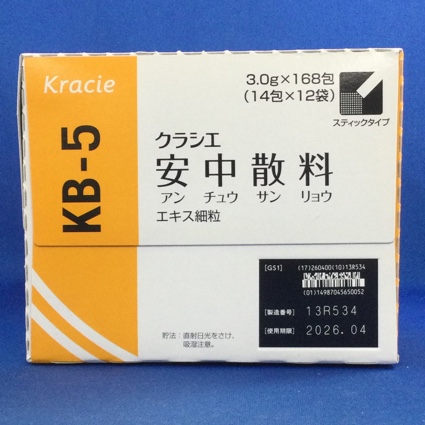 Kracie
KB-5
3.0g×168包
(14包×12袋)
スティックタイプ
クラシエ
安中散料
アン チュウ サン リョウ
エキス細粒
[GS1] (17)260400(10)13R534
(01)14987045650052
[製造番号] 13R534
[使用期限] 2026.04
貯法：直射日光をさけ、
吸湿注意。